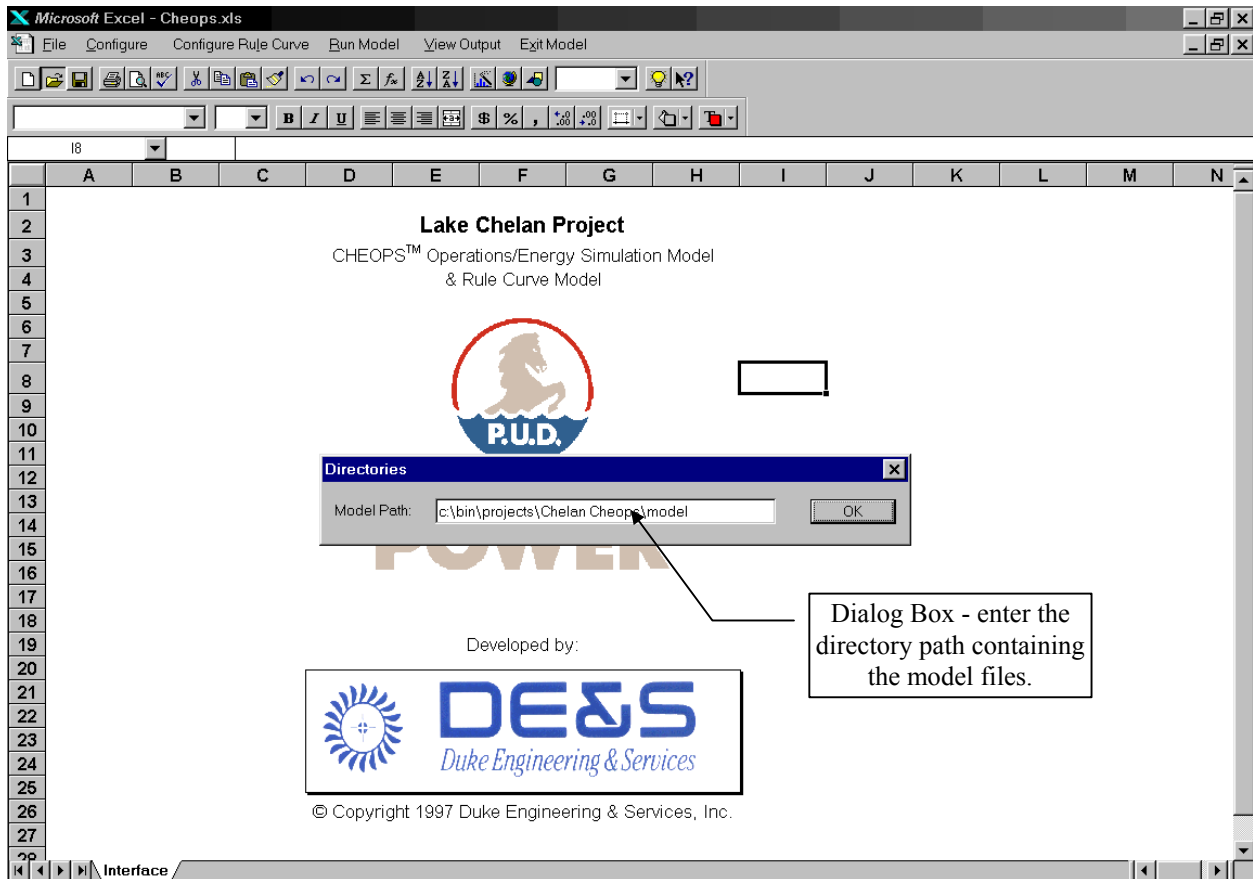 Microsoft Excel - Cheops.xls
File Configure Configure Rule Curve Run Model View Output Exit Model
B I U $ % ,
I8
A B C D E F G H I J K L M N
1
2
3
4
5
6
7
8
9
10
11
12
13
14
15
16
17
18
19
20
21
22
23
24
25
26
27
28
Lake Chelan Project
CHEOPS™ Operations/Energy Simulation Model
& Rule Curve Model
P.U.D.
Directories
Model Path: c:\bin\projects\Chelan Cheops\model OK
POWER
Dialog Box - enter the
directory path containing
the model files.
Developed by:
DE&S
Duke Engineering & Services
© Copyright 1997 Duke Engineering & Services, Inc.
Interface